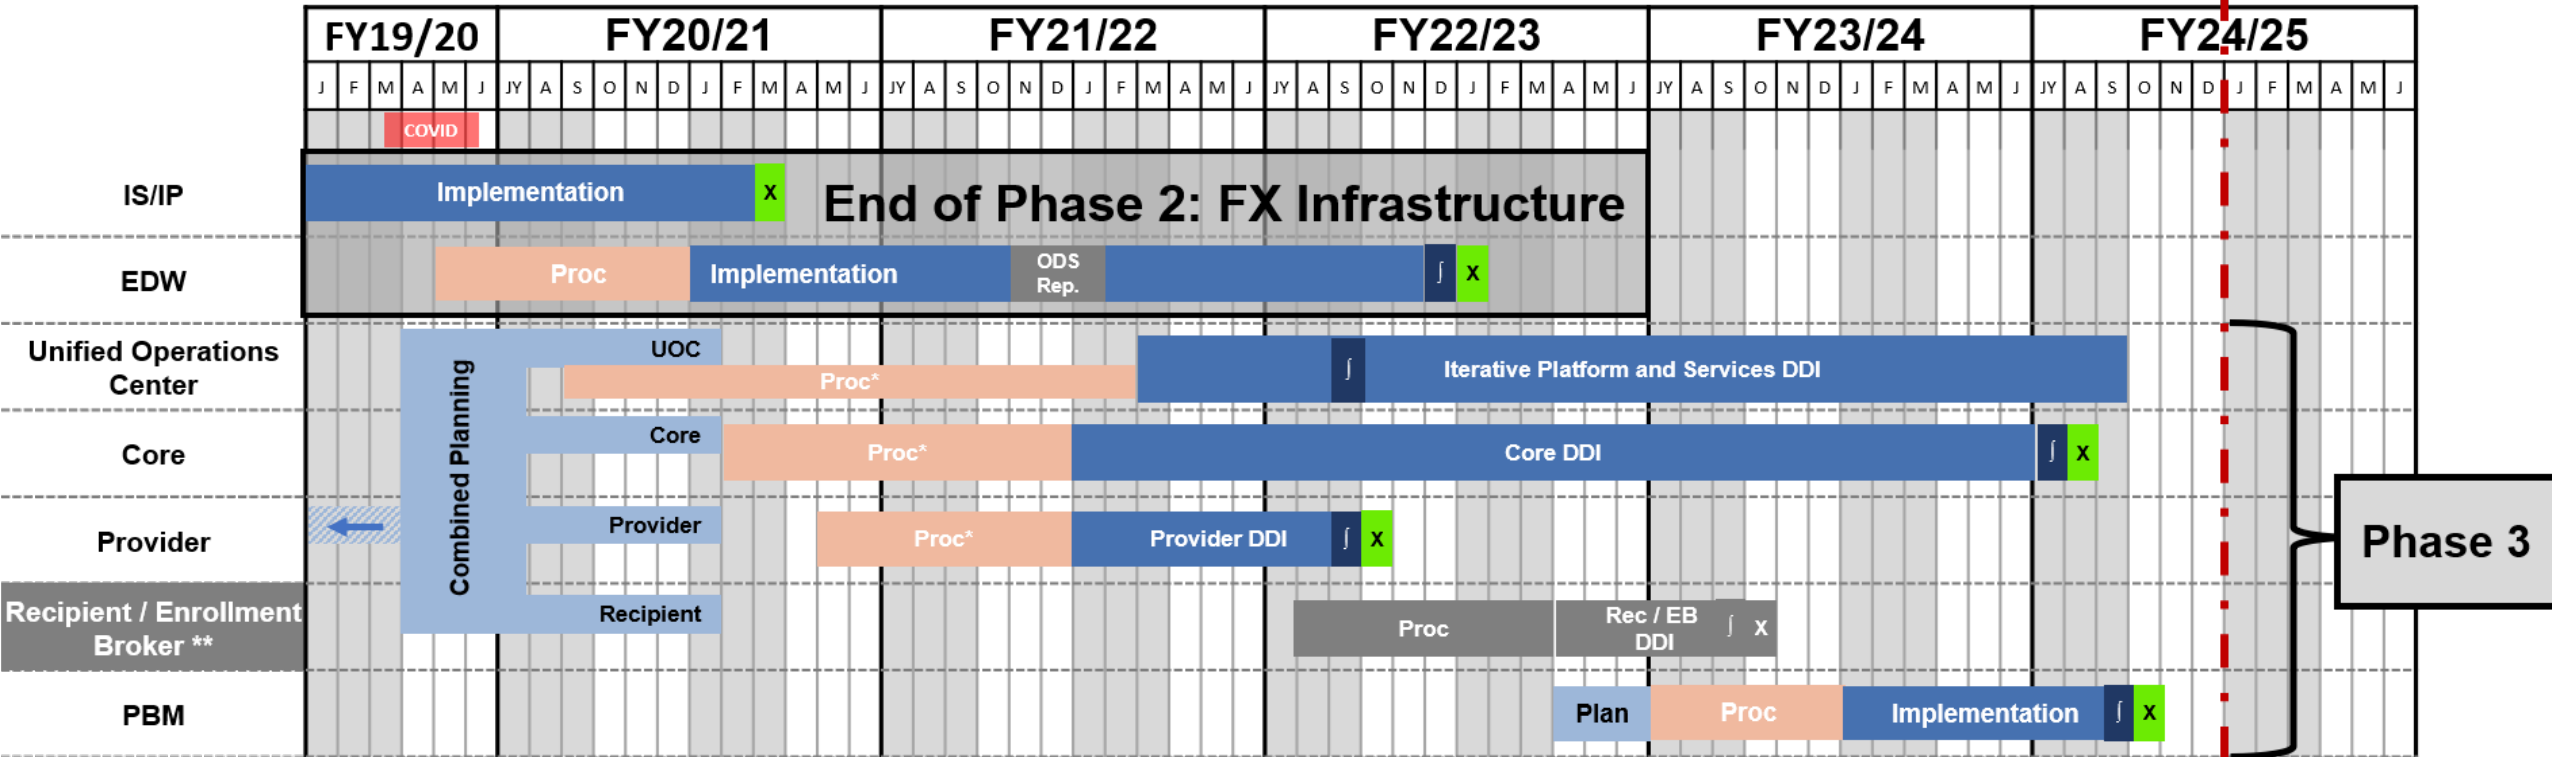 FY19/20 FY20/21 FY21/22 FY22/23 FY23/24 FY24/25
J F M A M J JY A S O N D J F M A M J JY A S O N D J F M A M J JY A S O N D J F M A M J JY A S O N D J F M A M J JY A S O N D J F M A M J
COVID
IS/IP
Implementation
X
End of Phase 2: FX Infrastructure
EDW
Proc
Implementation
ODS
Rep.
∫ X
Unified Operations
Center
Combined Planning
UOC
Proc*
∫
Iterative Platform and Services DDI
Core
Core
Proc*
Core DDI
∫ X
Provider
Provider
Proc*
Provider DDI
∫ X
Phase 3
Recipient / Enrollment
Broker **
Recipient
Proc
Rec / EB
DDI
∫ X
PBM
Plan
Proc
Implementation
∫ X